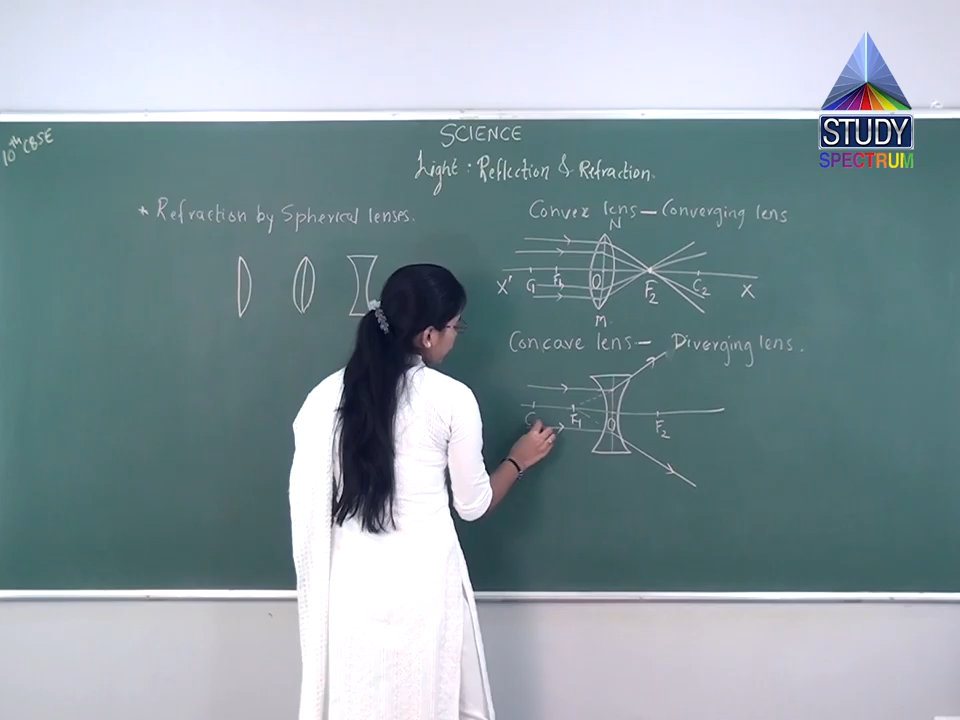 10th CBSE
SCIENCE
Light : Reflection & Refraction.
STUDY
SPECTRUM
* Refraction by Spherical lenses.
Convex lens — Converging lens
N
X' C1 F1 O F2 C2 X
M
Concave lens — Diverging lens.
C F1 O F2